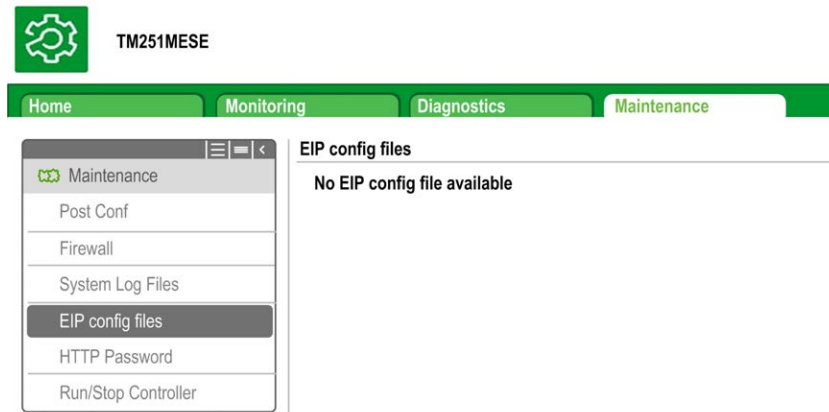 TM251MESE
Home Monitoring Diagnostics Maintenance
Maintenance
Post Conf
Firewall
System Log Files
EIP config files
HTTP Password
Run/Stop Controller
EIP config files
No EIP config file available